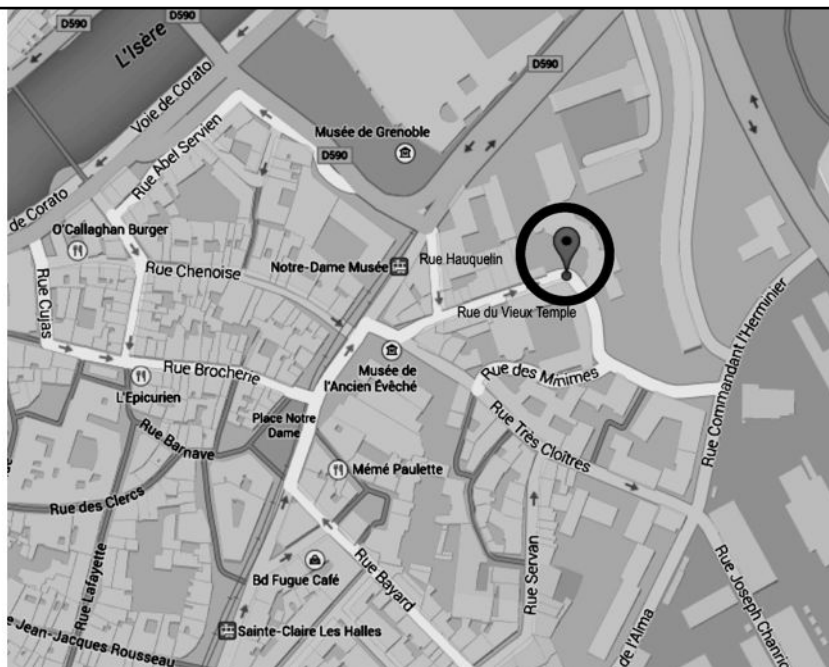 D590
L'Isère
D590
D590
Voie de Corato
Rue Abel Servien
Musée de Grenoble
D590
de Corato
O'Callaghan Burger
Rue Hauquelin
Rue Chenoise
Notre-Dame Musée
Rue Cujas
Rue du Vieux Temple
Rue Commandant l'Herminier
Rue Brocherie
Musée de
l'Ancien Évêché
Rue des Minimes
L'Epicurien
Place Notre
Dame
Rue Très Cloîtres
Rue Barnave
Mémé Paulette
Rue des Clercs
Rue Lafayette
Bd Fugue Café
Rue Bayard
Rue Servan
Rue Joseph Chanrio
Sainte-Claire Les Halles
de l'Alma
e Jean-Jacques Rousseau